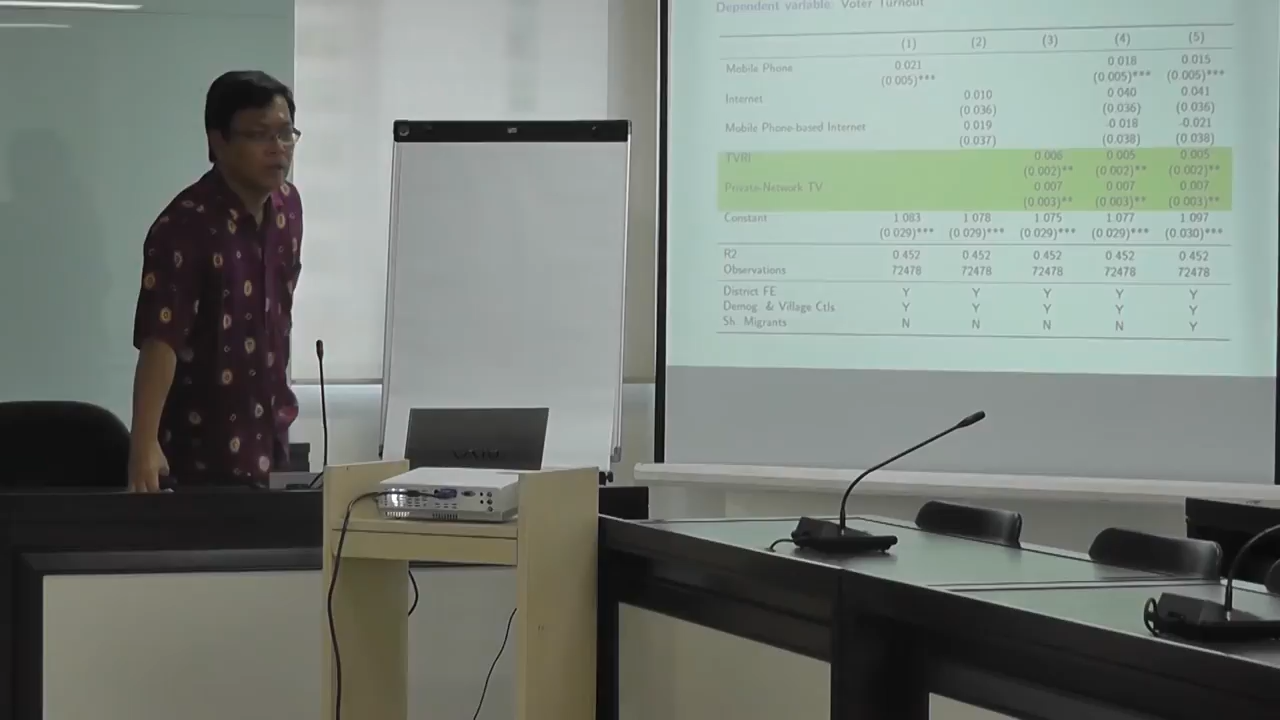 Dependent variable: Voter Turnout
(1) (2) (3) (4) (5)
Mobile Phone 0.021 0.018 0.015
(0.005)*** (0.005)*** (0.005)***
Internet 0.010 0.040 0.041
(0.036) (0.036) (0.036)
Mobile Phone-based Internet 0.019 -0.018 -0.021
(0.037) (0.038) (0.038)
TVRI 0.006 0.005 0.005
(0.002)** (0.002)** (0.002)**
Private-Network TV 0.007 0.007 0.007
(0.003)** (0.003)** (0.003)**
Constant 1.083 1.078 1.075 1.077 1.097
(0.029)*** (0.029)*** (0.029)*** (0.029)*** (0.030)***
R2 0.452 0.452 0.452 0.452 0.452
Observations 72478 72478 72478 72478 72478
District FE Y Y Y Y Y
Demog. & Village Ctls Y Y Y Y Y
Sh. Migrants N N N N Y
VAIO